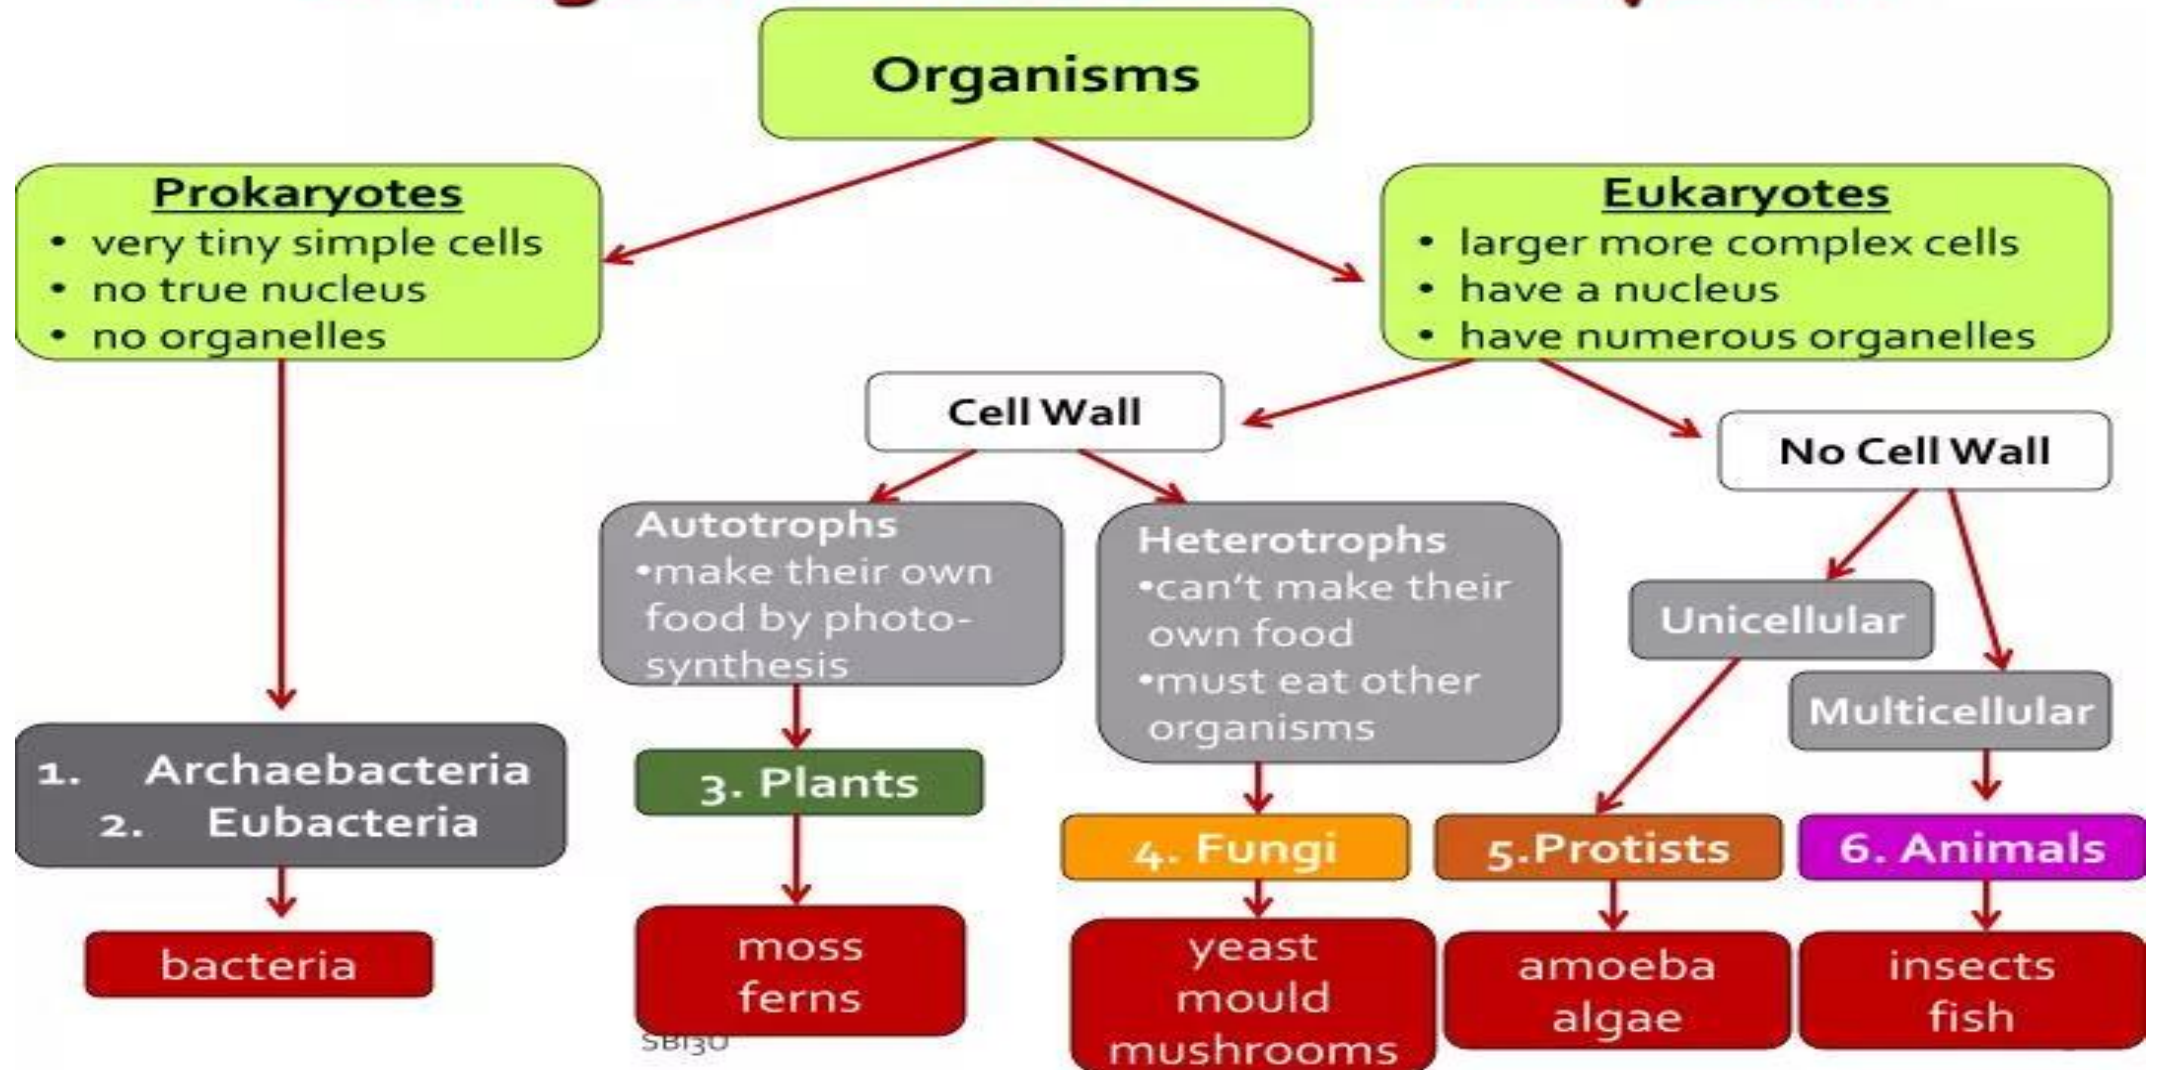 Organisms
Prokaryotes
• very tiny simple cells
• no true nucleus
• no organelles
Eukaryotes
• larger more complex cells
• have a nucleus
• have numerous organelles
Cell Wall
No Cell Wall
Autotrophs
•make their own
food by photo-
synthesis
Heterotrophs
•can't make their
own food
•must eat other
organisms
Unicellular
Multicellular
1. Archaebacteria
2. Eubacteria
3. Plants
4. Fungi
5.Protists
6. Animals
bacteria
moss
ferns
yeast
mould
mushrooms
amoeba
algae
insects
fish
SBI3U